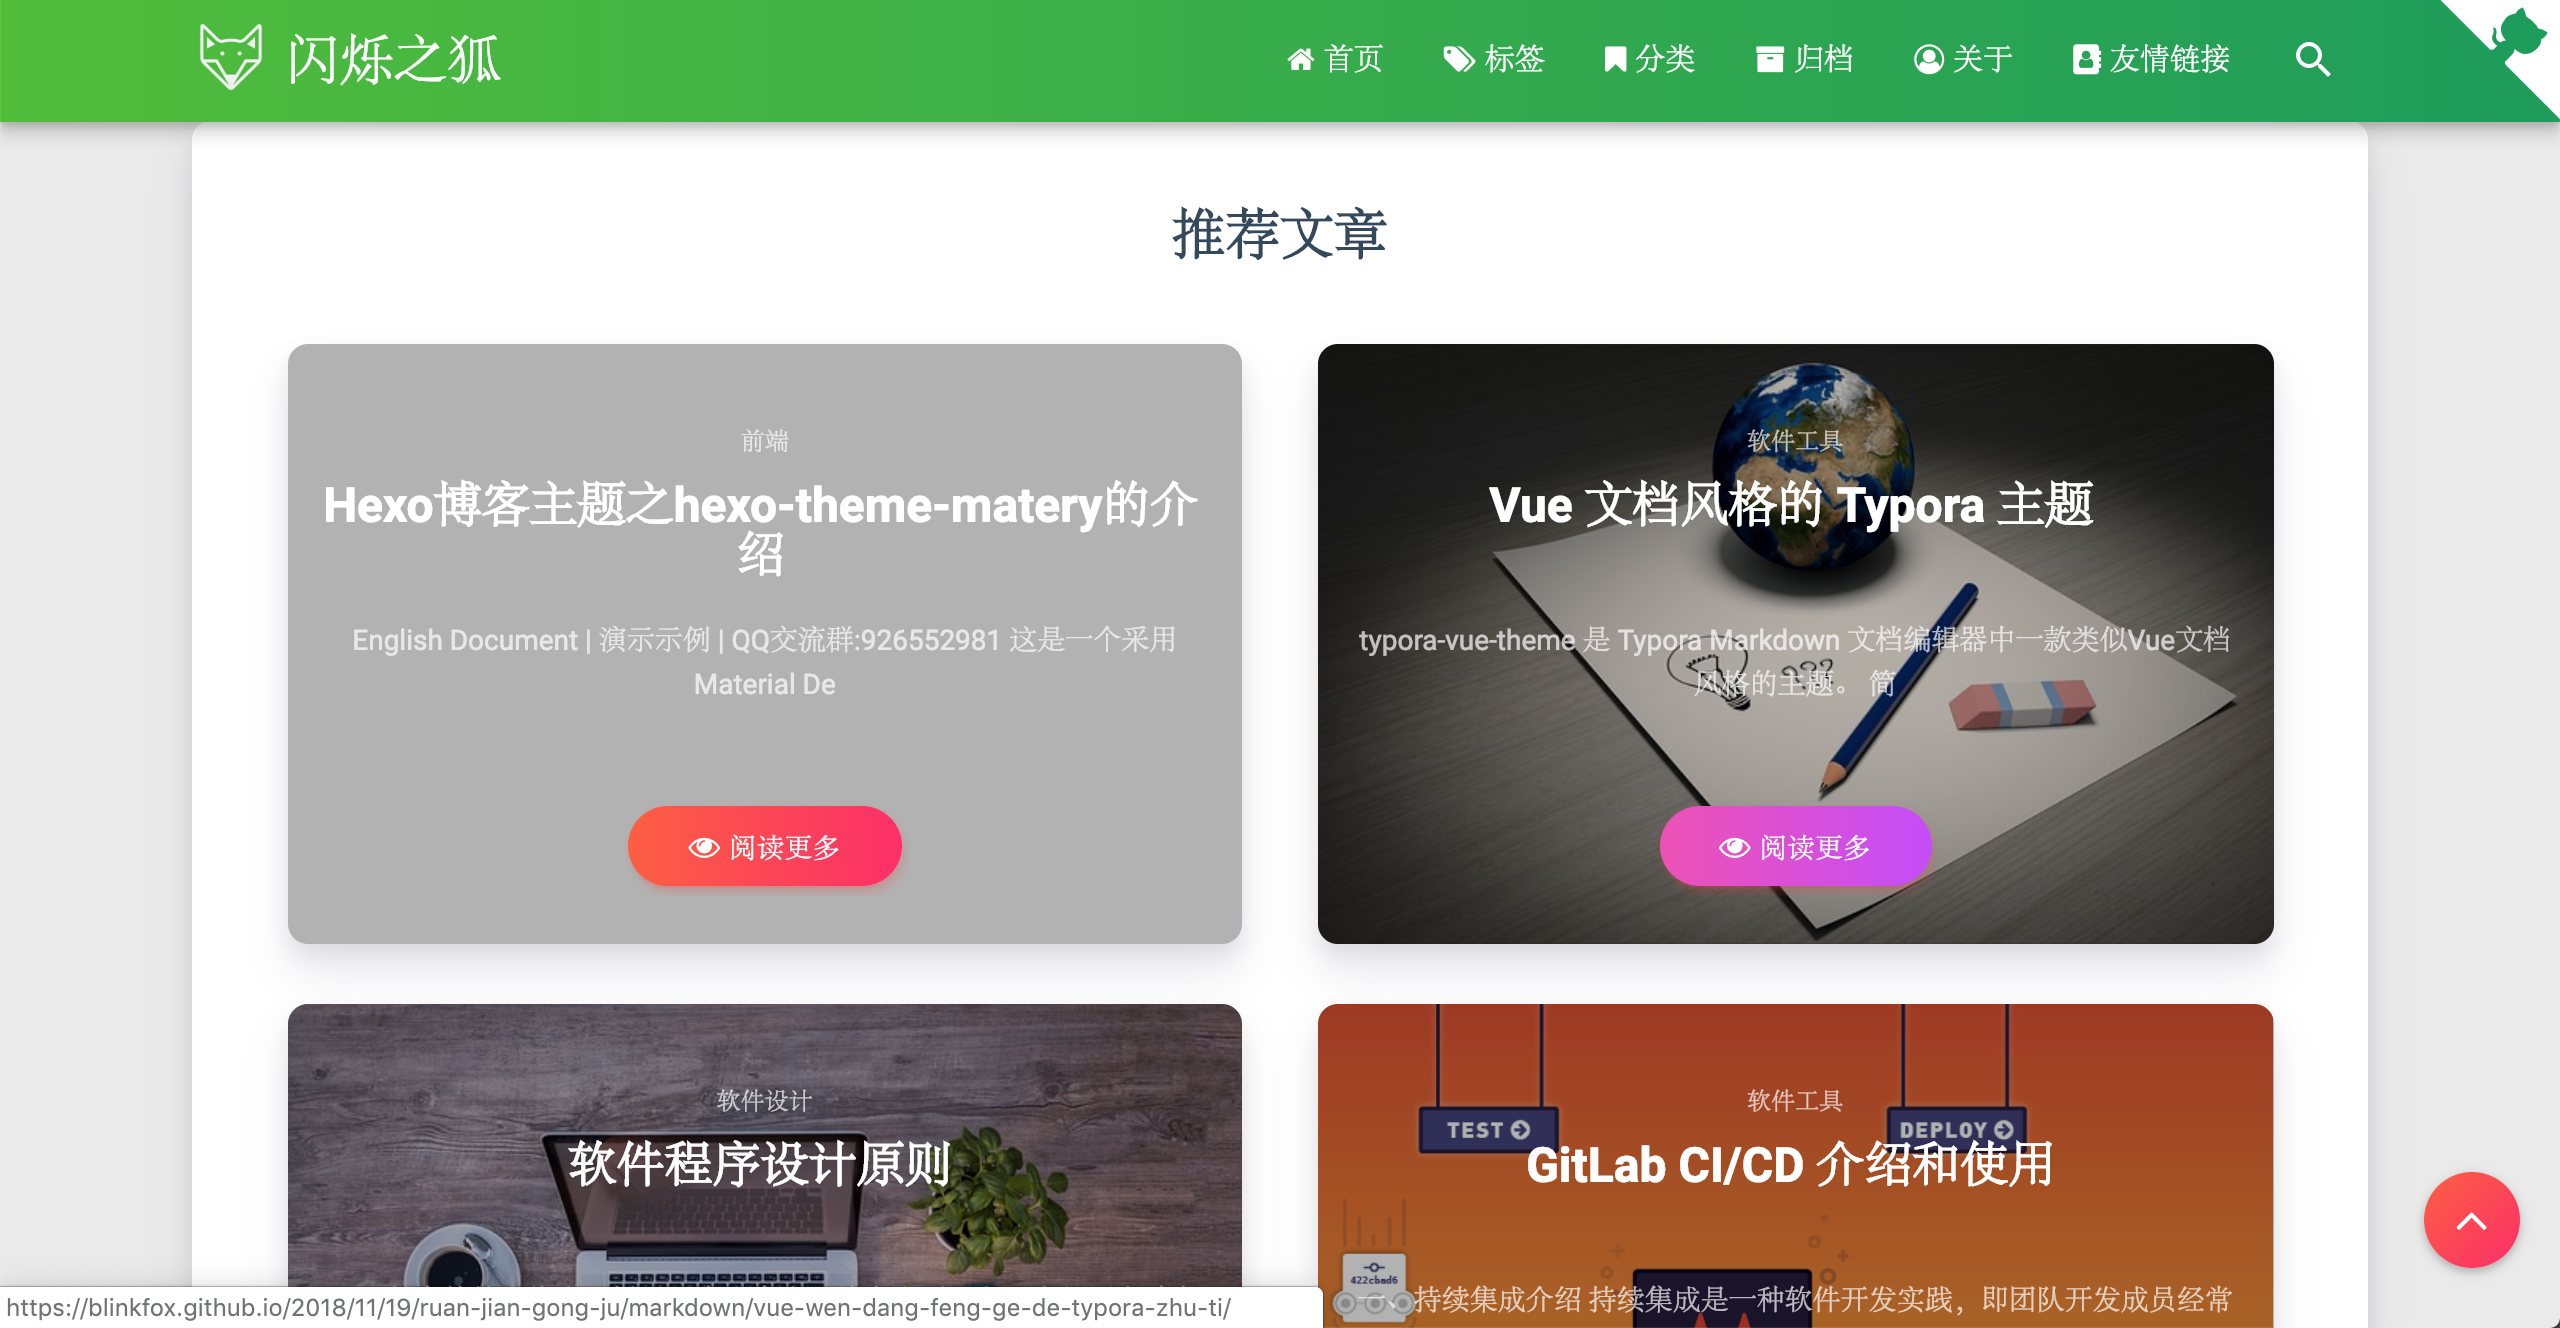 闪烁之狐
首页 标签 分类 归档 关于 友情链接
推荐文章
前端
Hexo博客主题之hexo-theme-matery的介
绍
English Document | 演示示例 | QQ交流群:926552981 这是一个采用
Material De
阅读更多
软件工具
Vue 文档风格的 Typora 主题
typora-vue-theme 是 Typora Markdown 文档编辑器中一款类似Vue文档
风格的主题。 简
???
阅读更多
软件设计
软件程序设计原则
软件工具
TEST
DEPLOY
GitLab CI/CD 介绍和使用
422cbad6
一、持续集成介绍 持续集成是一种软件开发实践，即团队开发成员经常
https://blinkfox.github.io/2018/11/19/ruan-jian-gong-ju/markdown/vue-wen-dang-feng-ge-de-typora-zhu-ti/